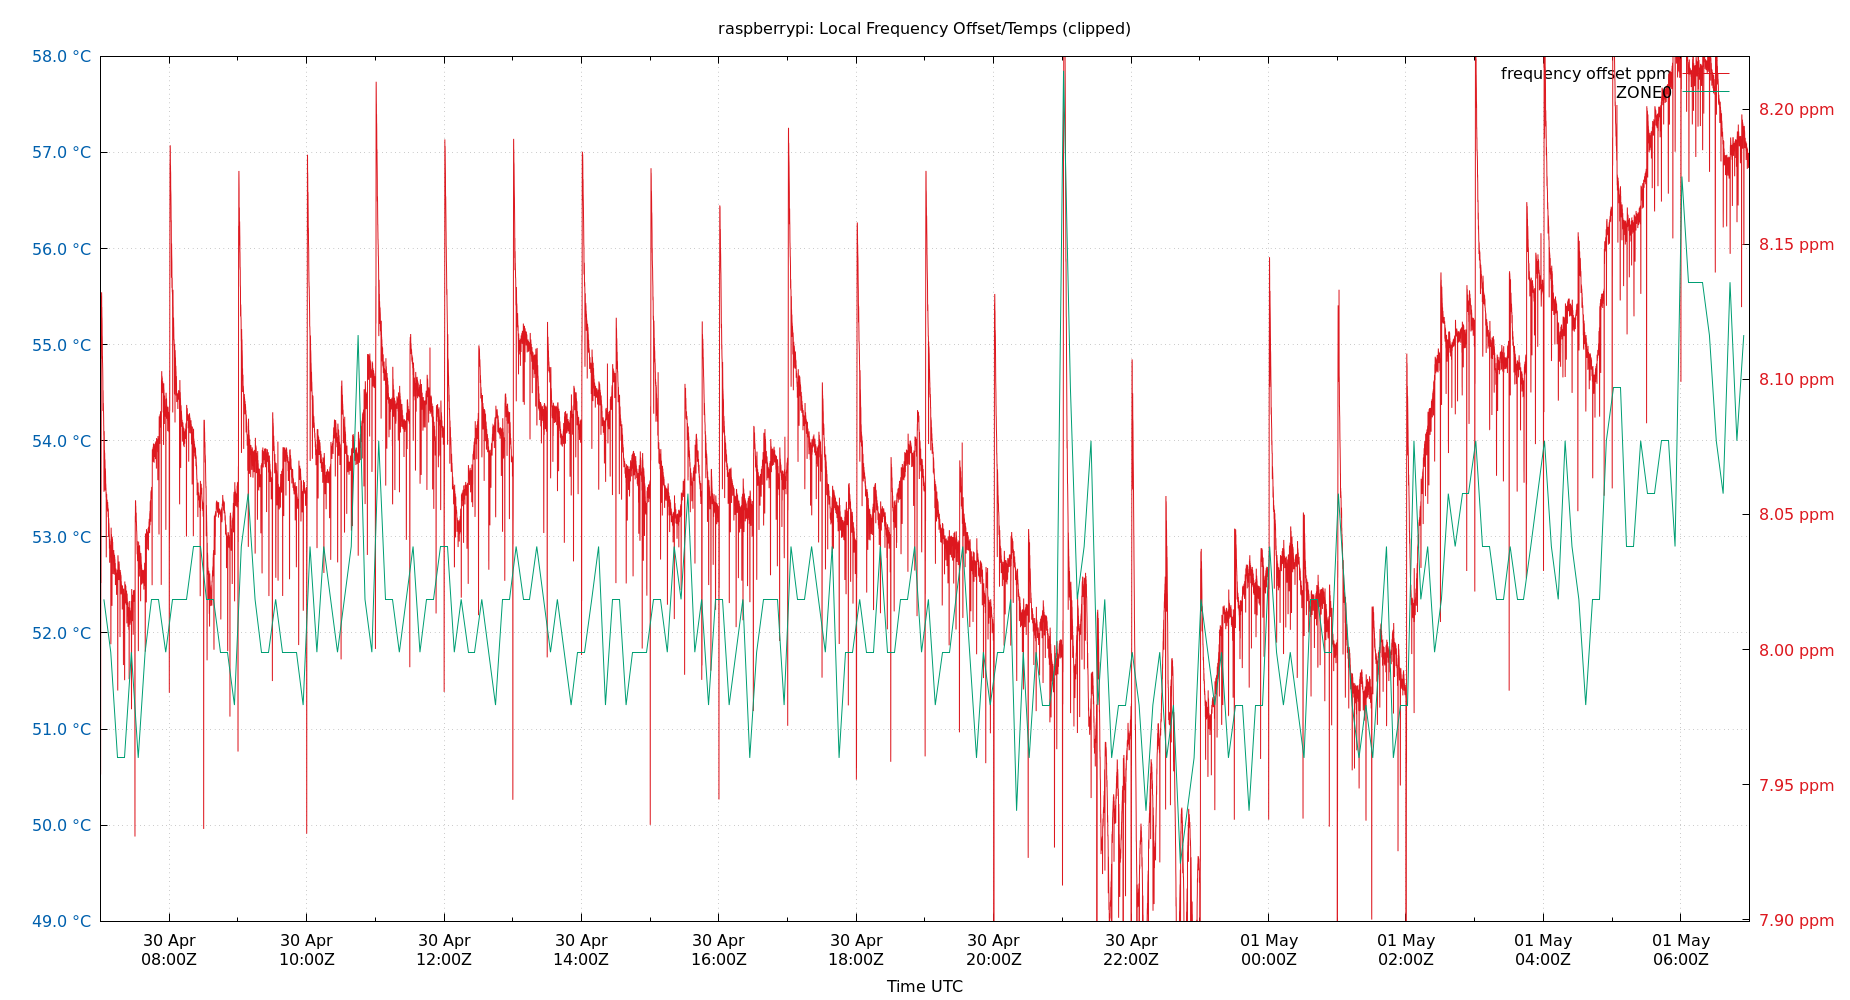 raspberrypi: Local Frequency Offset/Temps (clipped)
58.0 °C
57.0 °C
56.0 °C
55.0 °C
54.0 °C
53.0 °C
52.0 °C
51.0 °C
50.0 °C
49.0 °C
frequency offset ppm
ZONE0
8.20 ppm
8.15 ppm
8.10 ppm
8.05 ppm
8.00 ppm
7.95 ppm
7.90 ppm
30 Apr
08:00Z
30 Apr
10:00Z
30 Apr
12:00Z
30 Apr
14:00Z
30 Apr
16:00Z
30 Apr
18:00Z
30 Apr
20:00Z
30 Apr
22:00Z
01 May
00:00Z
01 May
02:00Z
01 May
04:00Z
01 May
06:00Z
Time UTC